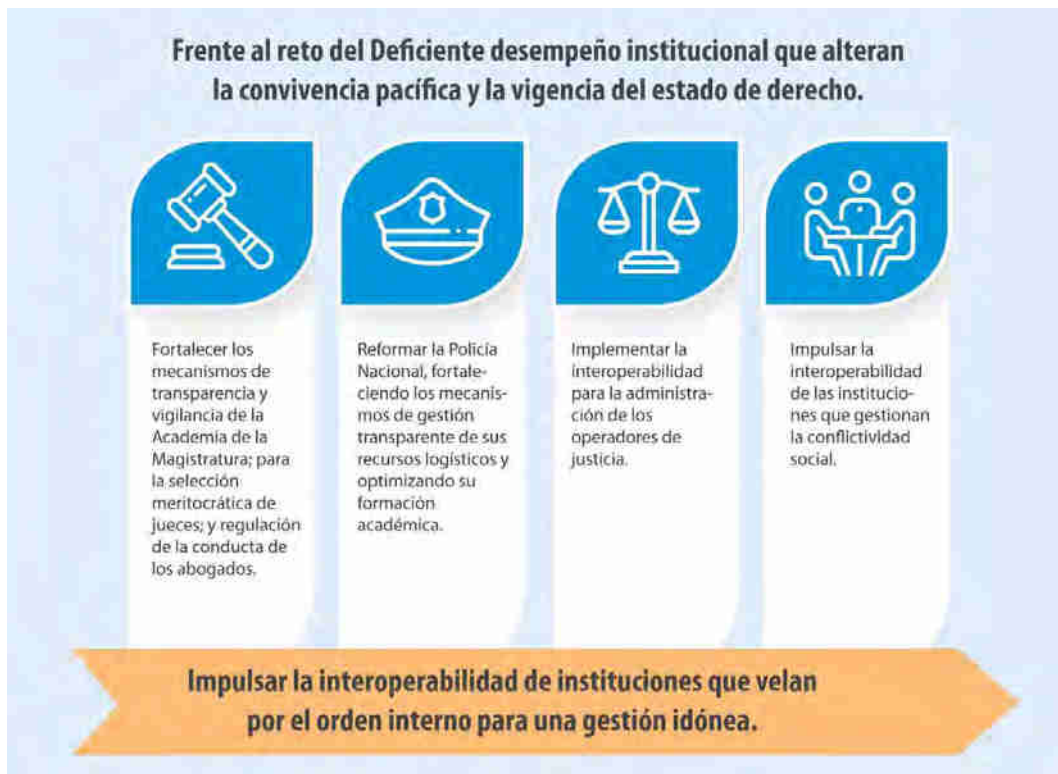 Frente al reto del Deficiente desempeño institucional que alteran
la convivencia pacífica y la vigencia del estado de derecho.
Fortalecer los
mecanismos de
transparencia y
vigilancia de la
Academia de la
Magistratura; para
la selección
meritocrática de
jueces; y regulación
de la conducta de
los abogados.
Reformar la Policía
Nacional, fortale-
ciendo los mecanis-
mos de gestión
transparente de sus
recursos logísticos y
optimizando su
formación
académica.
Implementar la
interoperabilidad
para la administra-
ción de los
operadores de
justicia.
Impulsar la
interoperabilidad
de las institucio-
nes que gestionan
la conflictividad
social.
Impulsar la interoperabilidad de instituciones que velan
por el orden interno para una gestión idónea.